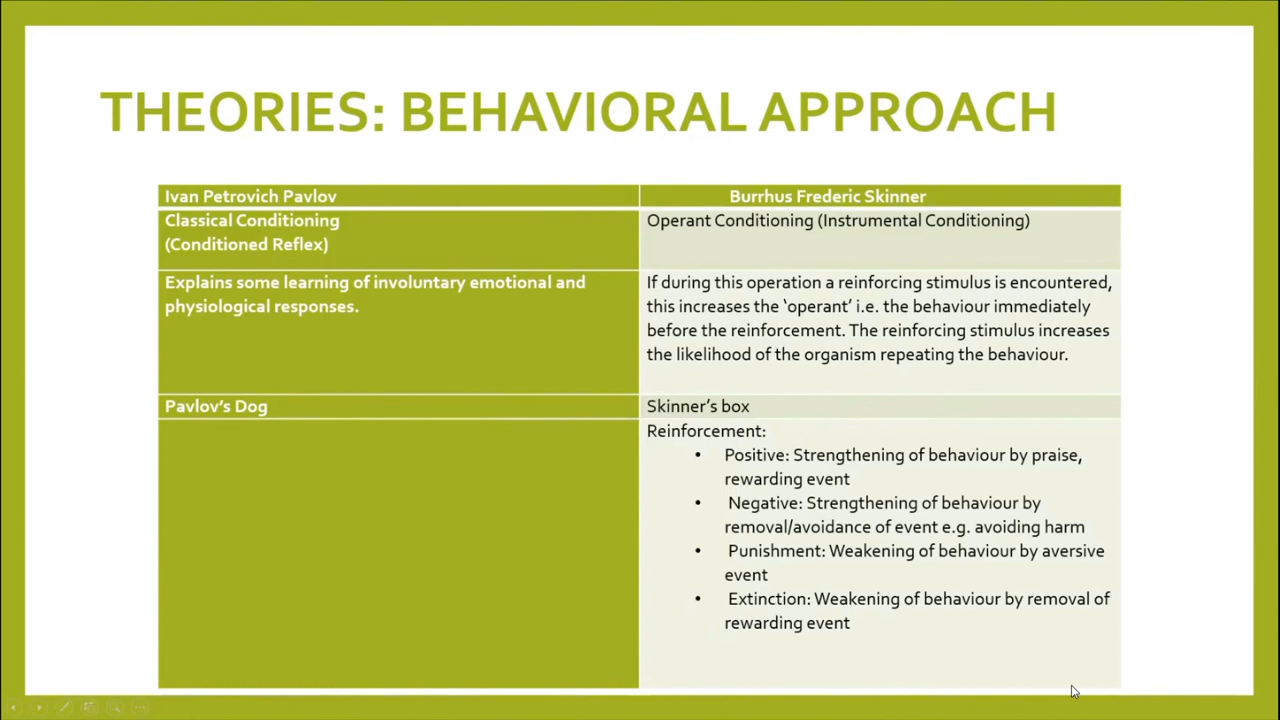 THEORIES: BEHAVIORAL APPROACH
Ivan Petrovich Pavlov
Burrhus Frederic Skinner
Classical Conditioning
(Conditioned Reflex)
Operant Conditioning (Instrumental Conditioning)
Explains some learning of involuntary emotional and
physiological responses.
If during this operation a reinforcing stimulus is encountered,
this increases the ‘operant’ i.e. the behaviour immediately
before the reinforcement. The reinforcing stimulus increases
the likelihood of the organism repeating the behaviour.
Pavlov’s Dog
Skinner’s box
Reinforcement:
• Positive: Strengthening of behaviour by praise,
rewarding event
• Negative: Strengthening of behaviour by
removal/avoidance of event e.g. avoiding harm
• Punishment: Weakening of behaviour by aversive
event
• Extinction: Weakening of behaviour by removal of
rewarding event